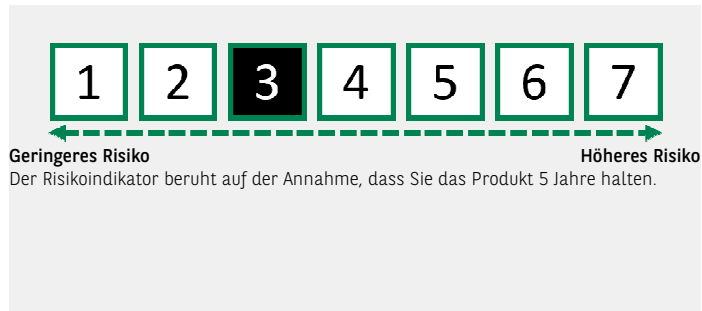 1 2 3 4 5 6 7
Geringeres Risiko Höheres Risiko
Der Risikoindikator beruht auf der Annahme, dass Sie das Produkt 5 Jahre halten.